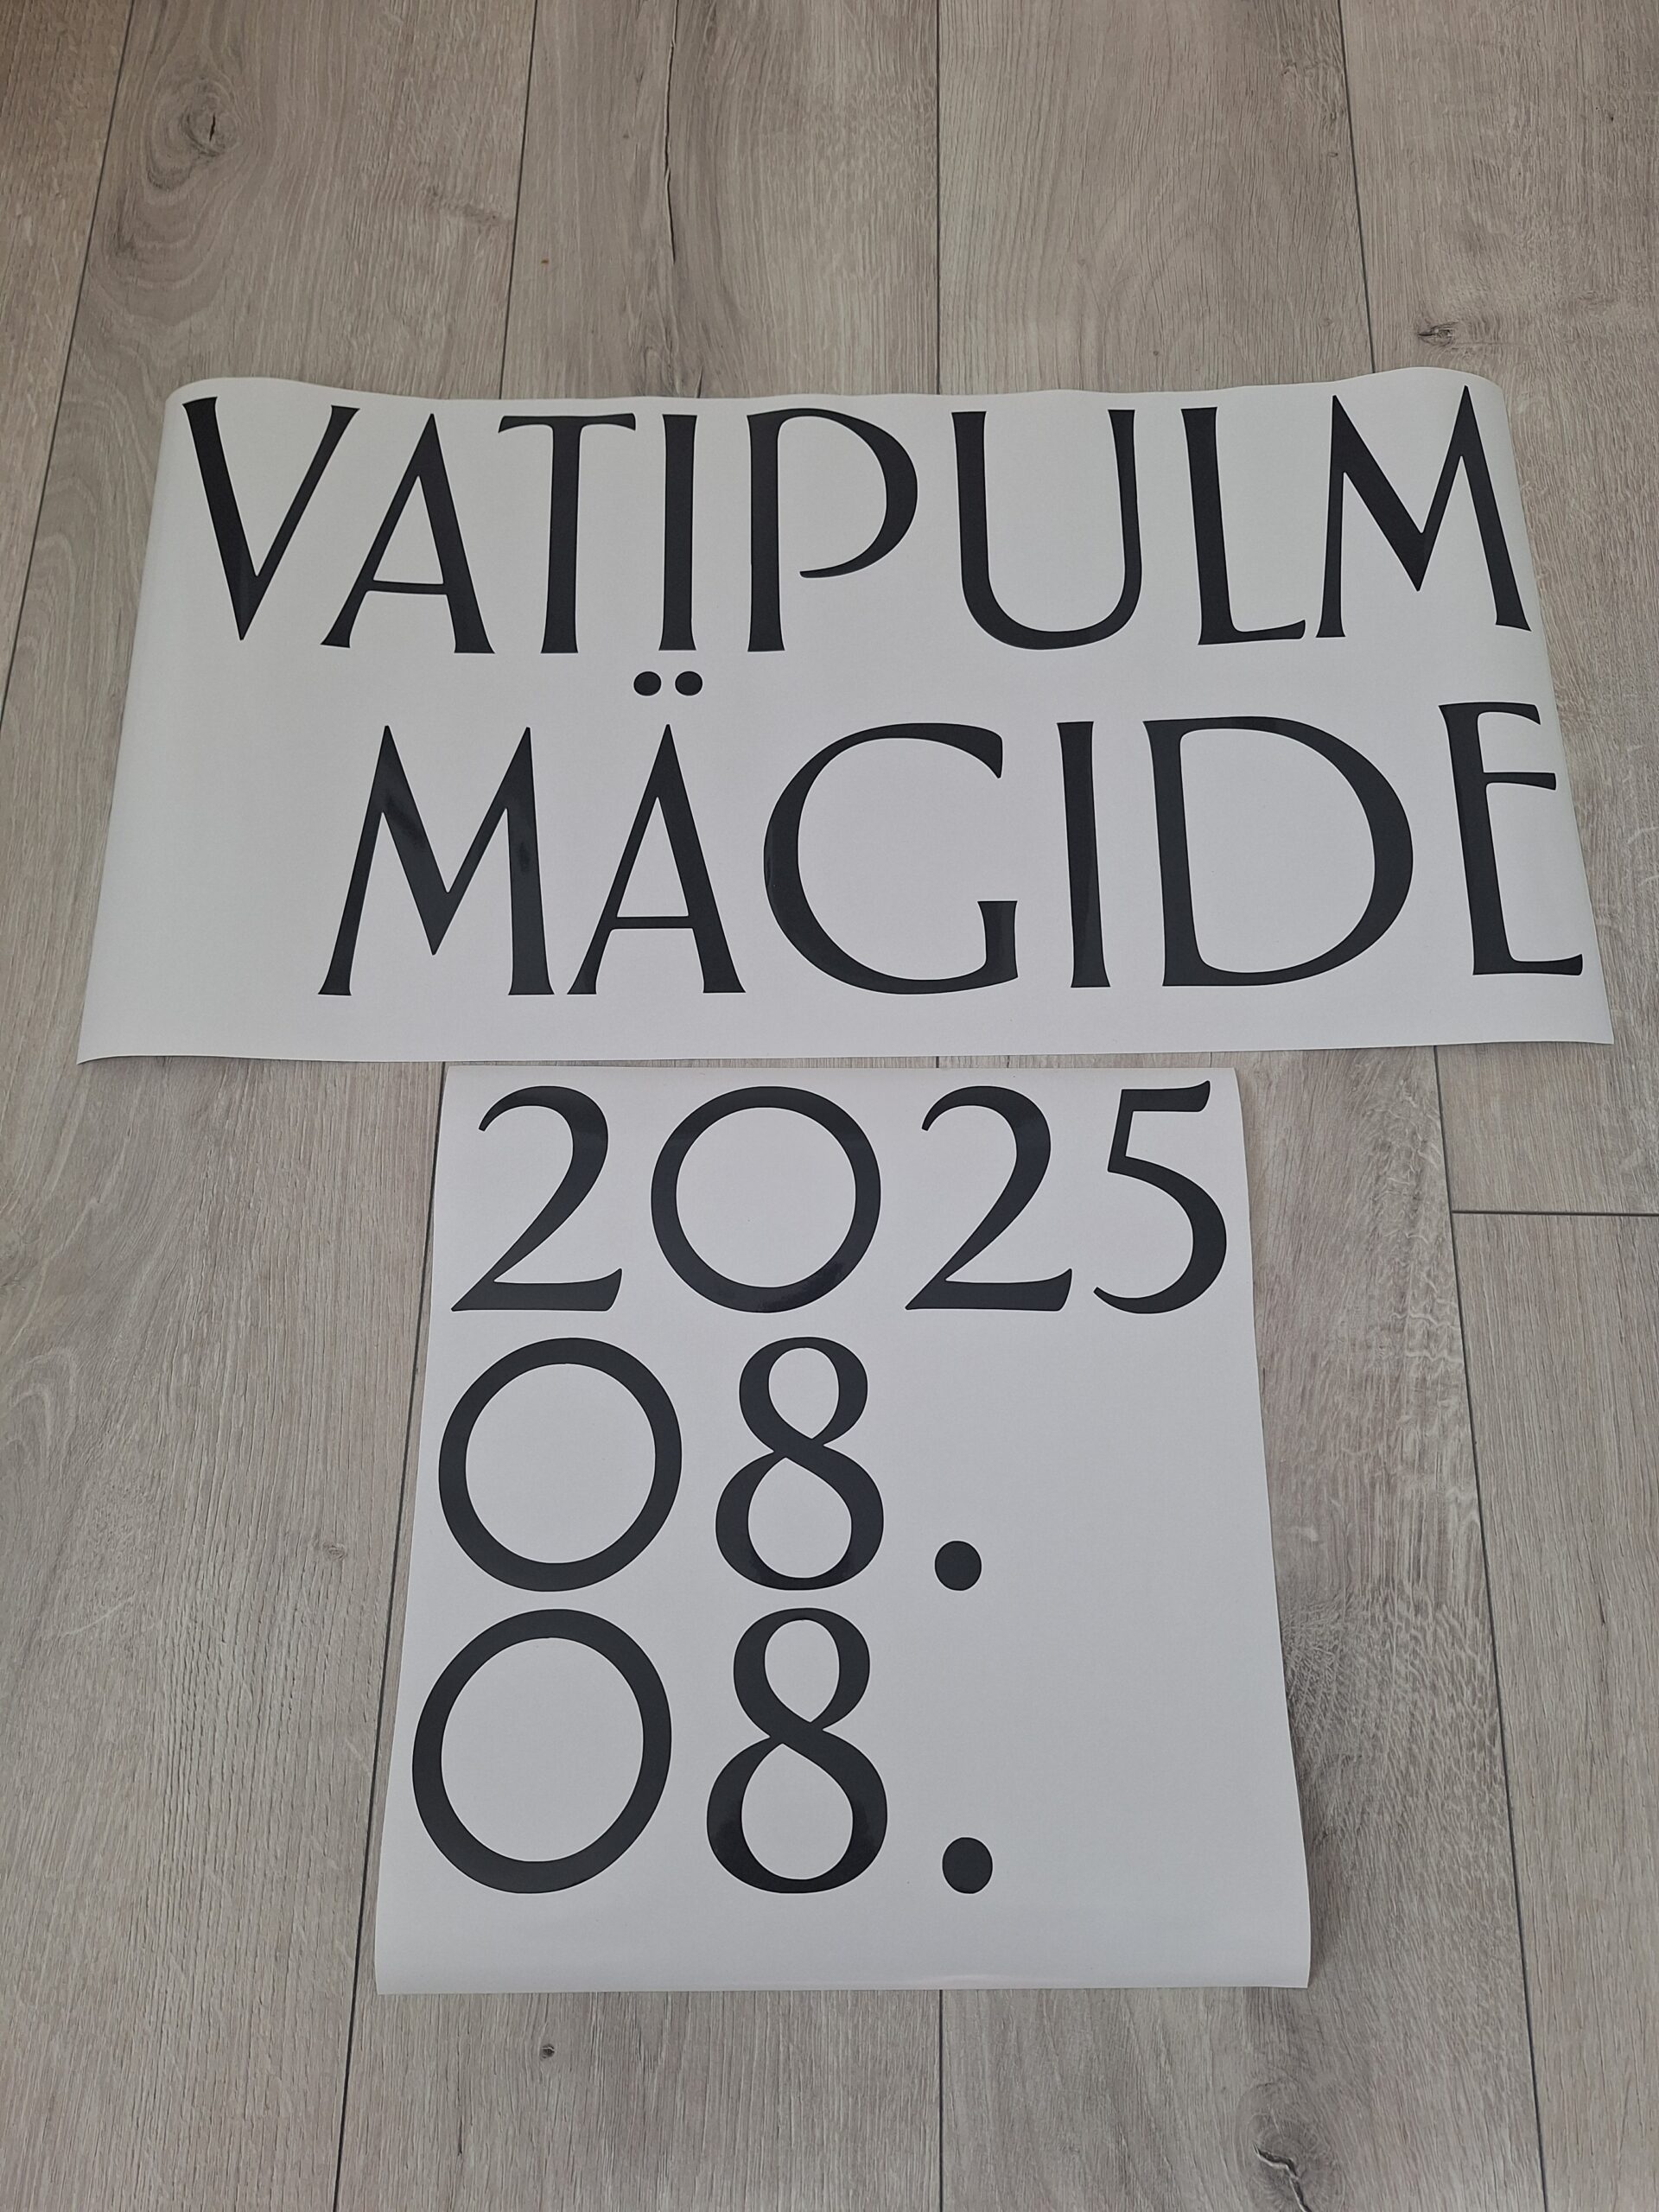 VATIPULM
MÄGIDE
2025
08.
08.